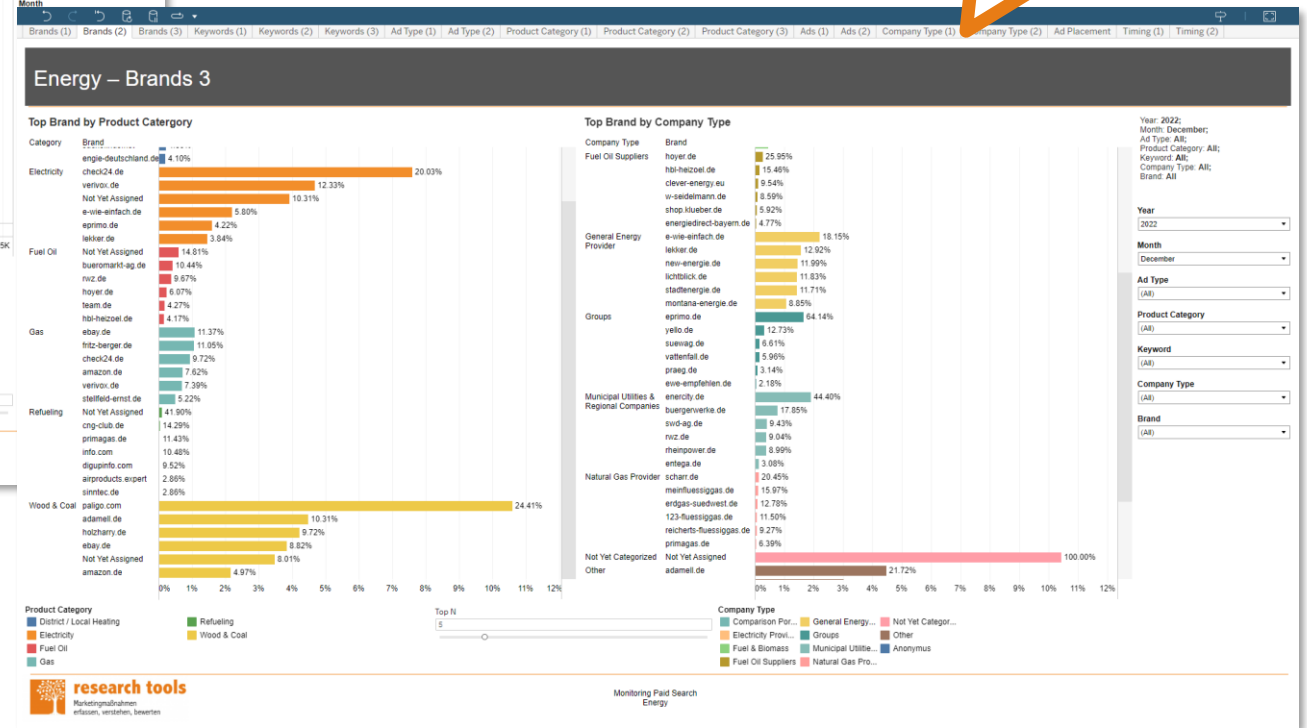 Month
Brands (1) Brands (2) Brands (3) Keywords (1) Keywords (2) Keywords (3) Ad Type (1) Ad Type (2) Product Category (1) Product Category (2) Product Category (3) Ads (1) Ads (2) Company Type (1) Company Type (2) Ad Placement Timing (1) Timing (2)
Energy – Brands 3
Top Brand by Product Catergory
Category Brand
engie-deutschland.de 4.10%
Electricity check24.de 20.03%
verivox.de 12.33%
Not Yet Assigned 10.31%
e-wie-einfach.de 5.80%
eprimo.de 4.22%
lekker.de 3.84%
5K
Fuel Oil Not Yet Assigned 14.81%
bueromarkt-ag.de 10.44%
rwz.de 9.67%
hoyer.de 6.07%
team.de 4.27%
hbl-heizoel.de 4.17%
Gas ebay.de 11.37%
fritz-berger.de 11.05%
check24.de 9.72%
amazon.de 7.62%
verivox.de 7.39%
stellfeld-ernst.de 5.22%
Refueling Not Yet Assigned 41.90%
cng-club.de 14.29%
primagas.de 11.43%
info.com 10.48%
digupinfo.com 9.52%
airproducts.expert 2.86%
sinntec.de 2.86%
Wood & Coal paligo.com 24.41%
adamell.de 10.31%
holzharry.de 9.72%
ebay.de 8.82%
Not Yet Assigned 8.01%
amazon.de 4.97%
0% 1% 2% 3% 4% 5% 6% 7% 8% 9% 10% 11% 12%
Top Brand by Company Type
Company Type Brand
Fuel Oil Suppliers hoyer.de 25.95%
hbl-heizoel.de 15.46%
clever-energy.eu 9.54%
w-seidelmann.de 8.59%
shop.klueber.de 5.92%
energiedirect-bayern.de 4.77%
General Energy Provider e-wie-einfach.de 18.15%
lekker.de 12.92%
new-energie.de 11.99%
lichtblick.de 11.83%
stadtenergie.de 11.71%
montana-energie.de 8.85%
Groups eprimo.de 64.14%
yello.de 12.73%
suewag.de 6.61%
vattenfall.de 5.96%
praeg.de 3.14%
ewe-empfehlen.de 2.18%
Municipal Utilities & Regional Companies enercity.de 44.40%
buergerwerke.de 17.85%
swd-ag.de 9.43%
rwz.de 9.04%
rheinpower.de 8.99%
entega.de 3.08%
Natural Gas Provider scharr.de 20.45%
meinfluessiggas.de 15.97%
erdgas-suedwest.de 12.78%
123-fluessiggas.de 11.50%
reicherts-fluessiggas.de 9.27%
primagas.de 6.39%
Not Yet Categorized Not Yet Assigned 100.00%
Other adamell.de 21.72%
0% 1% 2% 3% 4% 5% 6% 7% 8% 9% 10% 11% 12%
Year: 2022;
Month: December;
Ad Type: All;
Product Category: All;
Keyword: All;
Company Type: All;
Brand: All
Year
2022
Month
December
Ad Type
(All)
Product Category
(All)
Keyword
(All)
Company Type
(All)
Brand
(All)
Product Category
District / Local Heating
Electricity
Fuel Oil
Gas
Refueling
Wood & Coal
Top N
5
Company Type
Comparison Por...
Electricity Provi...
Fuel & Biomass
Fuel Oil Suppliers
General Energy...
Groups
Municipal Utilitie...
Natural Gas Pro...
Not Yet Categor...
Other
Anonymus
research tools
Marketingmaßnahmen
erfassen, verstehen, bewerten
Monitoring Paid Search
Energy